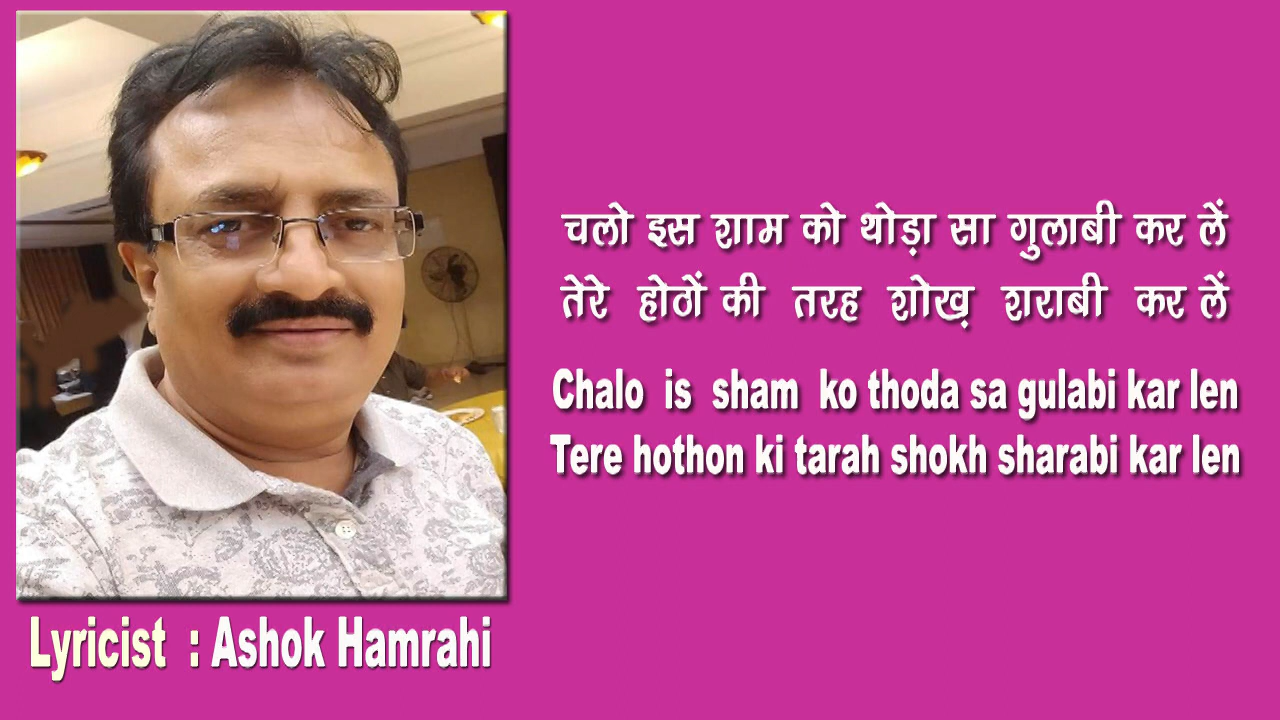 चलो इस शाम को थोड़ा सा गुलाबी कर लें
तेरे होठों की तरह शोख़ शराबी कर लें
Chalo is sham ko thoda sa gulabi kar len
Tere hothon ki tarah shokh sharabi kar len
Lyricist : Ashok Hamrahi